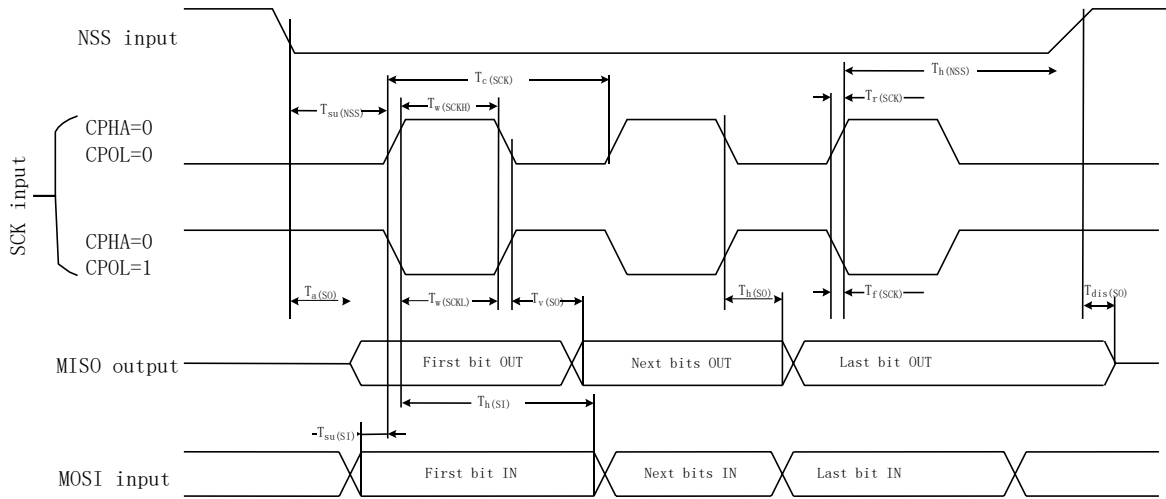 NSS input
Tc(SCK)
Th(NSS)
Tsu(NSS)
Tw(SCKH)
Tr(SCK)
SCK input
CPHA=0
CPOL=0
CPHA=0
CPOL=1
Ta(SO)
Tw(SCKL)
Tv(SO)
Th(SO)
Tf(SCK)
Tdis(SO)
MISO output
First bit OUT
Next bits OUT
Last bit OUT
Th(SI)
Tsu(SI)
MOSI input
First bit IN
Next bits IN
Last bit IN